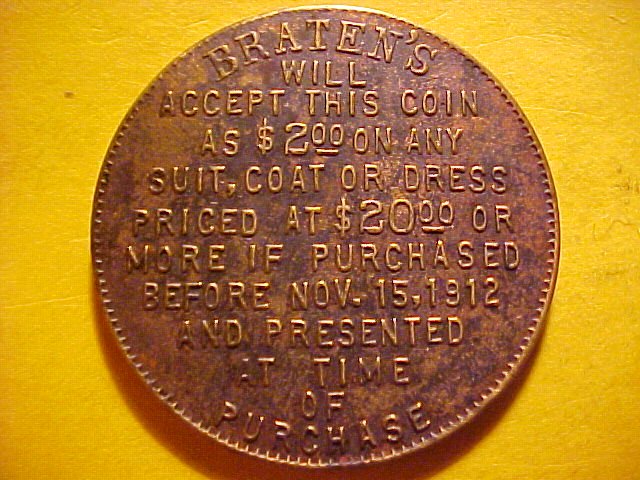 BRATEN'S
WILL
ACCEPT THIS COIN
AS $2.00 ON ANY
SUIT, COAT OR DRESS
PRICED AT $20.00 OR
MORE IF PURCHASED
BEFORE NOV. 15, 1912
AND PRESENTED
AT TIME
OF
PURCHASE